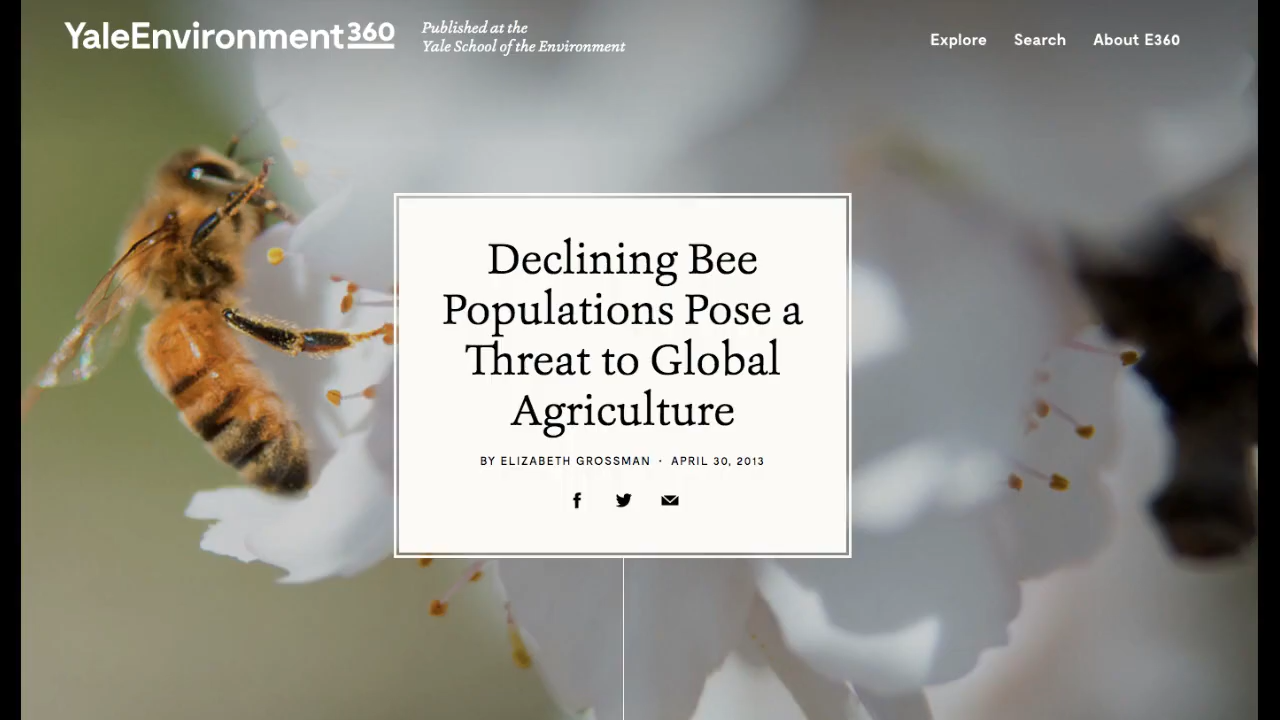 YaleEnvironment360
Published at the
Yale School of the Environment
Explore Search About E360
Declining Bee
Populations Pose a
Threat to Global
Agriculture
BY ELIZABETH GROSSMAN · APRIL 30, 2013